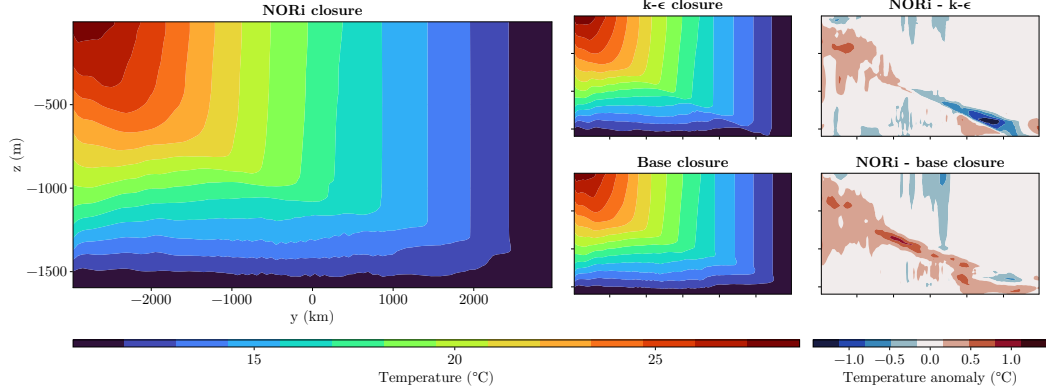 NORi closure
k-ϵ closure
NORi - k-ϵ
z (m)
−500
−1000
−1500
Base closure
NORi - base closure
−2000
−1000
0
1000
2000
y (km)
15
20
25
Temperature (°C)
−1.0
−0.5
0.0
0.5
1.0
Temperature anomaly (°C)